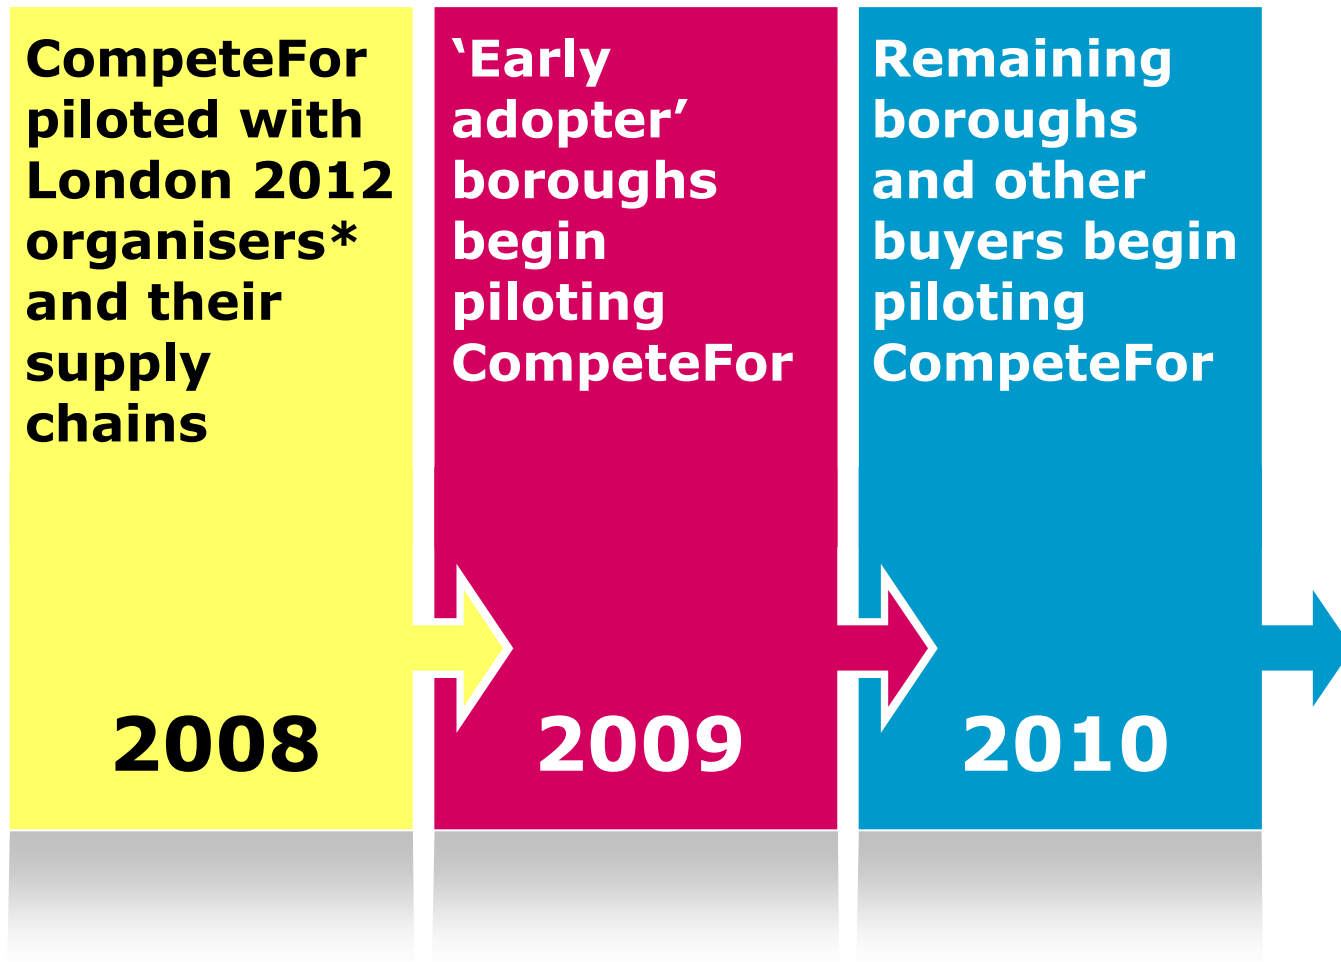 CompeteFor
piloted with
London 2012
organisers*
and their
supply
chains
2008
‘Early
adopter’
boroughs
begin
piloting
CompeteFor
2009
Remaining
boroughs
and other
buyers begin
piloting
CompeteFor
2010